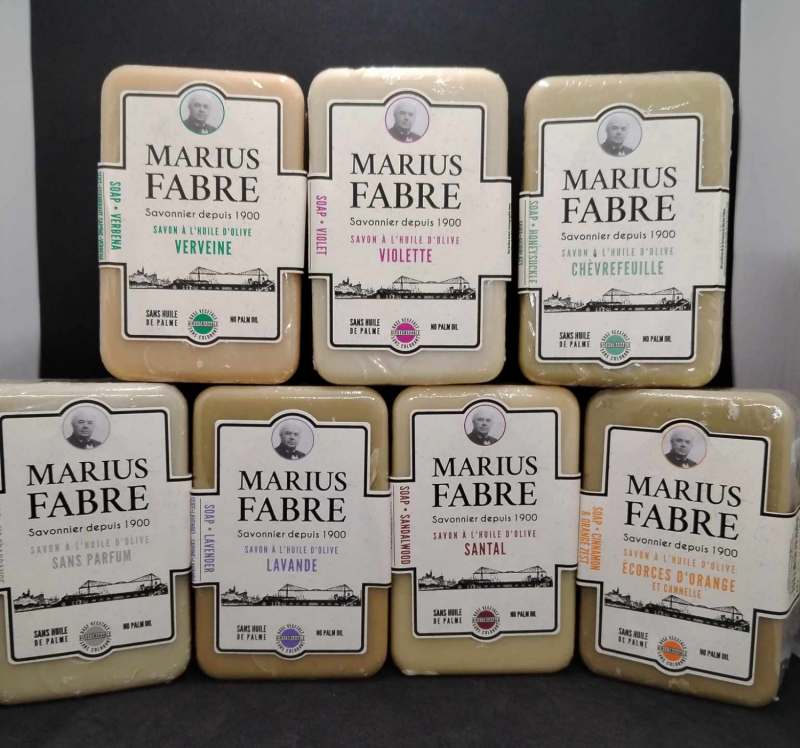 MARIUS
FABRE
Savonnier depuis 1900
SAVON À L'HUILE D'OLIVE
VERVEINE
SANS HUILE
DE PALME
NO PALM OIL
SOAP • VERBENA
MARIUS
FABRE
Savonnier depuis 1900
SAVON À L'HUILE D'OLIVE
VIOLETTE
SANS HUILE
DE PALME
NO PALM OIL
SOAP • VIOLET
MARIUS
FABRE
Savonnier depuis 1900
SAVON À L'HUILE D'OLIVE
CHÈVREFEUILLE
SANS HUILE
DE PALME
NO PALM OIL
SOAP • HONEYSUCKLE
MARIUS
FABRE
Savonnier depuis 1900
SAVON À L'HUILE D'OLIVE
SANS PARFUM
SANS HUILE
DE PALME
NO PALM OIL
MARIUS
FABRE
Savonnier depuis 1900
SAVON À L'HUILE D'OLIVE
LAVANDE
SANS HUILE
DE PALME
NO PALM OIL
SOAP • LAVENDER
MARIUS
FABRE
Savonnier depuis 1900
SAVON À L'HUILE D'OLIVE
SANTAL
SANS HUILE
DE PALME
NO PALM OIL
SOAP • SANDALWOOD
MARIUS
FABRE
Savonnier depuis 1900
SAVON À L'HUILE D'OLIVE
ÉCORCES D'ORANGE
ET CANNELLE
SANS HUILE
DE PALME
NO PALM OIL
SOAP • CINNAMON
& ORANGE ZEST